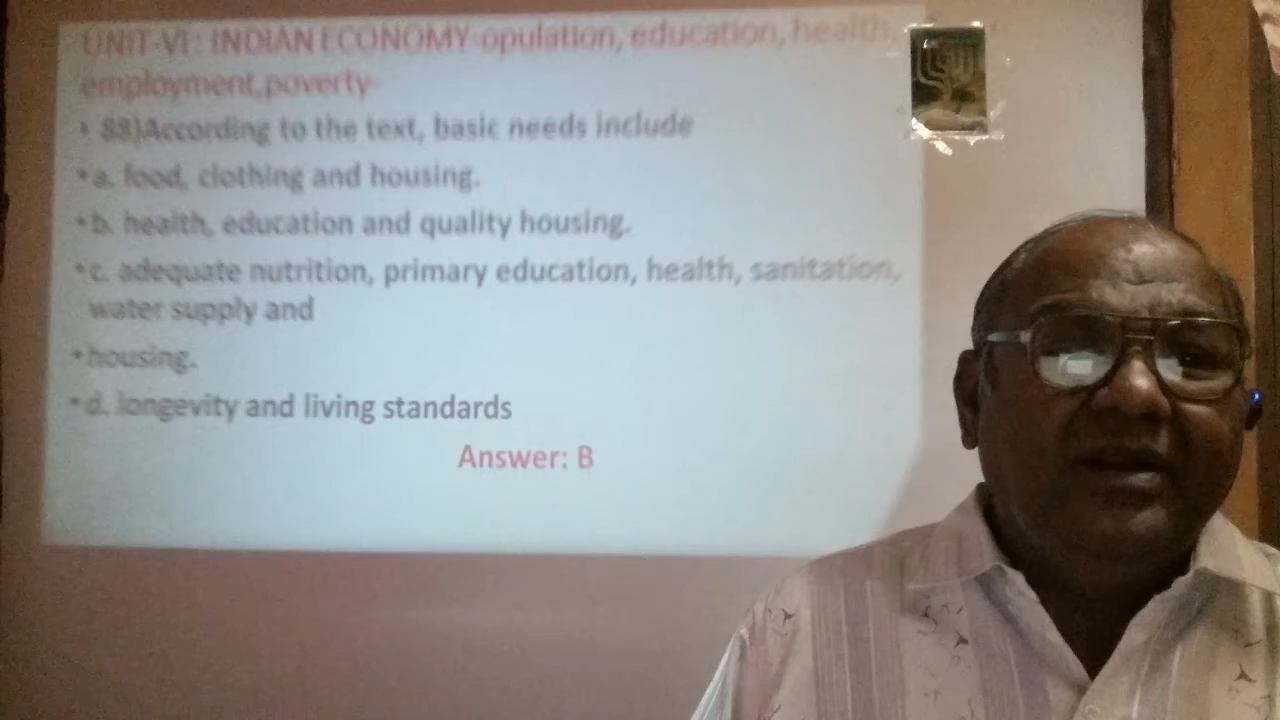 UNIT-VI : INDIAN ECONOMY-opulation, education, health,
employment,poverty-
• 88)According to the text, basic needs include
• a. food, clothing and housing.
• b. health, education and quality housing.
• c. adequate nutrition, primary education, health, sanitation,
water supply and
• housing.
• d. longevity and living standards
Answer: B